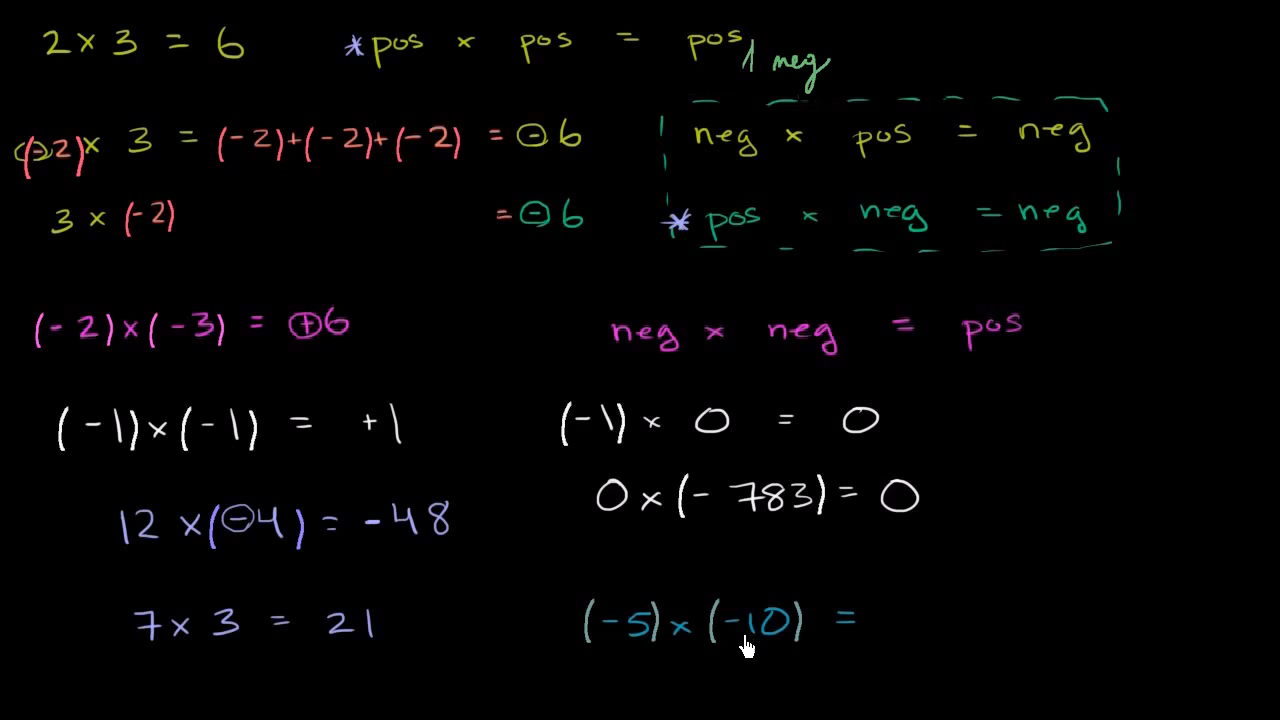 2 × 3 = 6 *pos × pos = pos
1 neg
(-2) × 3 = (-2)+(-2)+(-2) = -6 neg × pos = neg
3 × (-2) = -6 * pos × neg = neg
(-2)×(-3) = +6 neg × neg = pos
(-1)×(-1) = +1 (-1) × 0 = 0
0 × (- 783) = 0
12 ×(-4) = -48
7 × 3 = 21 (-5) × (-10) =